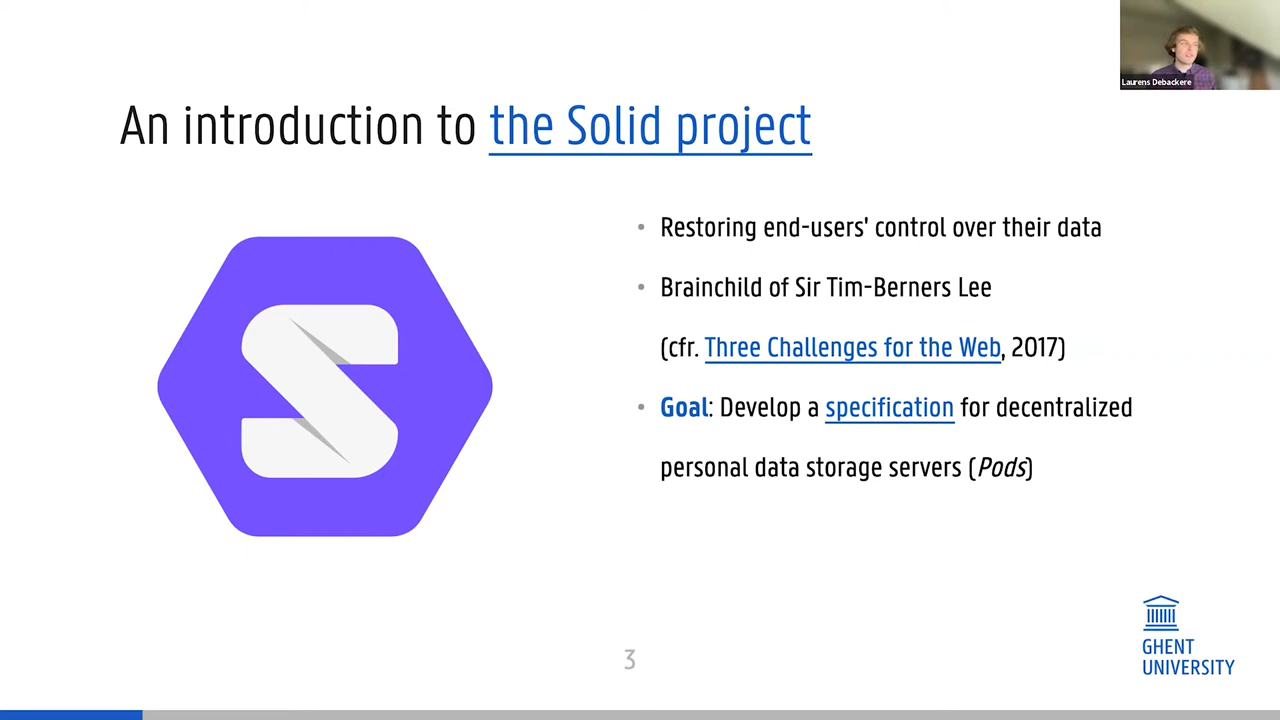 Laurens Debackere
An introduction to the Solid project
• Restoring end-users' control over their data
• Brainchild of Sir Tim-Berners Lee
(cfr. Three Challenges for the Web, 2017)
• Goal: Develop a specification for decentralized
personal data storage servers (Pods)
S
3
GHENT
UNIVERSITY